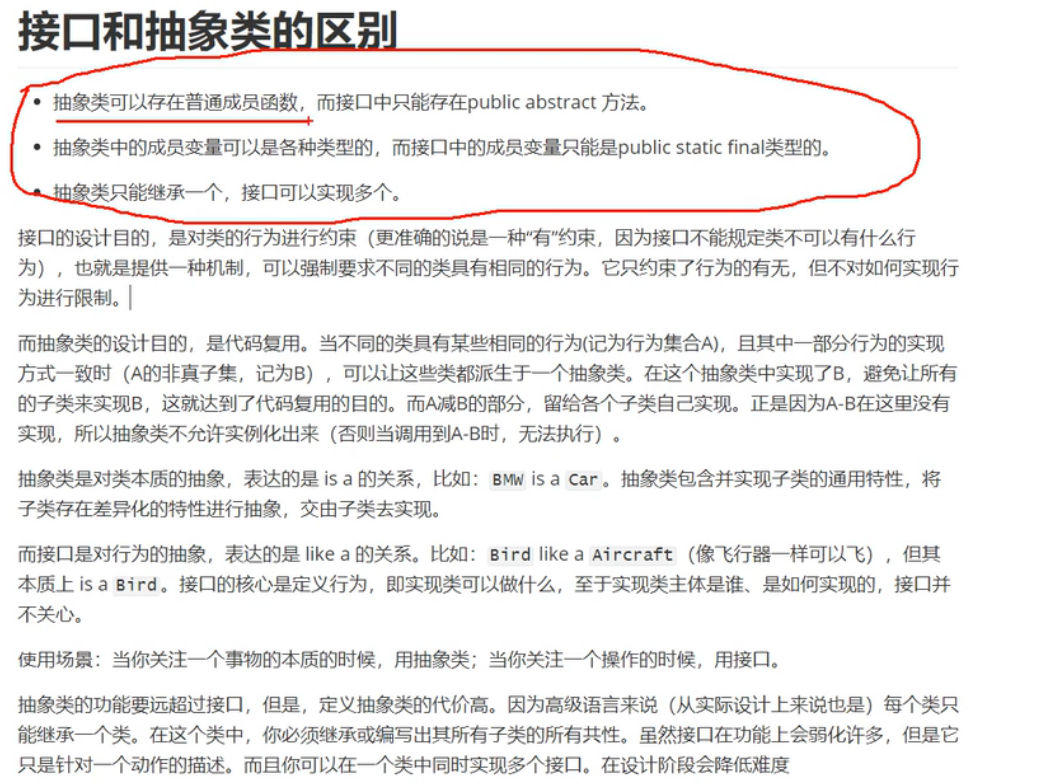 接口和抽象类的区别
抽象类可以存在普通成员函数，而接口中只能存在public abstract 方法。
抽象类中的成员变量可以是各种类型的，而接口中的成员变量只能是public static final类型的。
抽象类只能继承一个，接口可以实现多个。
接口的设计目的，是对类的行为进行约束（更准确的说是一种“有”约束，因为接口不能规定类不可以有什么行
为），也就是提供一种机制，可以强制要求不同的类具有相同的行为。它只约束了行为的有无，但不对如何实现行
为进行限制。
而抽象类的设计目的，是代码复用。当不同的类具有某些相同的行为(记为行为集合A)，且其中一部分行为的实现
方式一致时（A的非真子集，记为B），可以让这些类都派生于一个抽象类。在这个抽象类中实现了B，避免让所有
的子类来实现B，这就达到了代码复用的目的。而A减B的部分，留给各个子类自己实现。正是因为A-B在这里没有
实现，所以抽象类不允许实例化出来（否则当调用到A-B时，无法执行）。
抽象类是对类本质的抽象，表达的是 is a 的关系，比如：BMW is a Car。抽象类包含并实现子类的通用特性，将
子类存在差异化的特性进行抽象，交由子类去实现。
而接口是对行为的抽象，表达的是 like a 的关系。比如：Bird like a Aircraft（像飞行器一样可以飞），但其
本质上 is a Bird。接口的核心是定义行为，即实现类可以做什么，至于实现类主体是谁、是如何实现的，接口并
不关心。
使用场景：当你关注一个事物的本质的时候，用抽象类；当你关注一个操作的时候，用接口。
抽象类的功能要远超过接口，但是，定义抽象类的代价高。因为高级语言来说（从实际设计上来说也是）每个类只
能继承一个类。在这个类中，你必须继承或编写出其所有子类的所有共性。虽然接口在功能上会弱化许多，但是它
只是针对一个动作的描述。而且你可以在一个类中同时实现多个接口。在设计阶段会降低难度